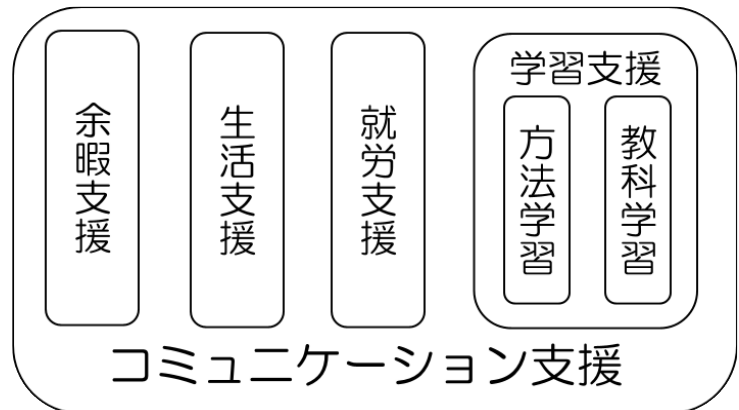 余暇支援
生活支援
就労支援
学習支援
方法学習
教科学習
コミュニケーション支援